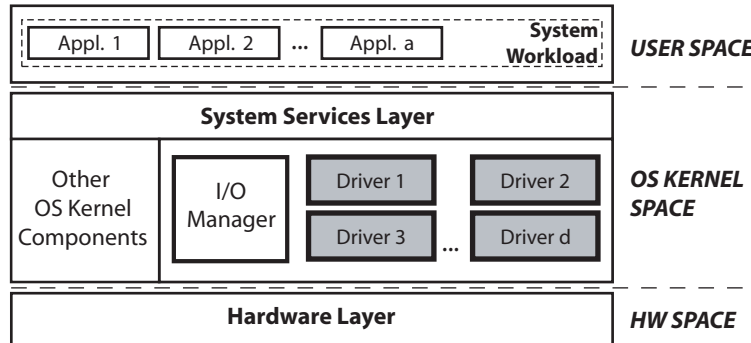 Appl. 1 Appl. 2 ... Appl. a System
Workload
USER SPACE
System Services Layer
Other
OS Kernel
Components
I/O
Manager
Driver 1 Driver 2
Driver 3 ... Driver d
OS KERNEL
SPACE
Hardware Layer
HW SPACE